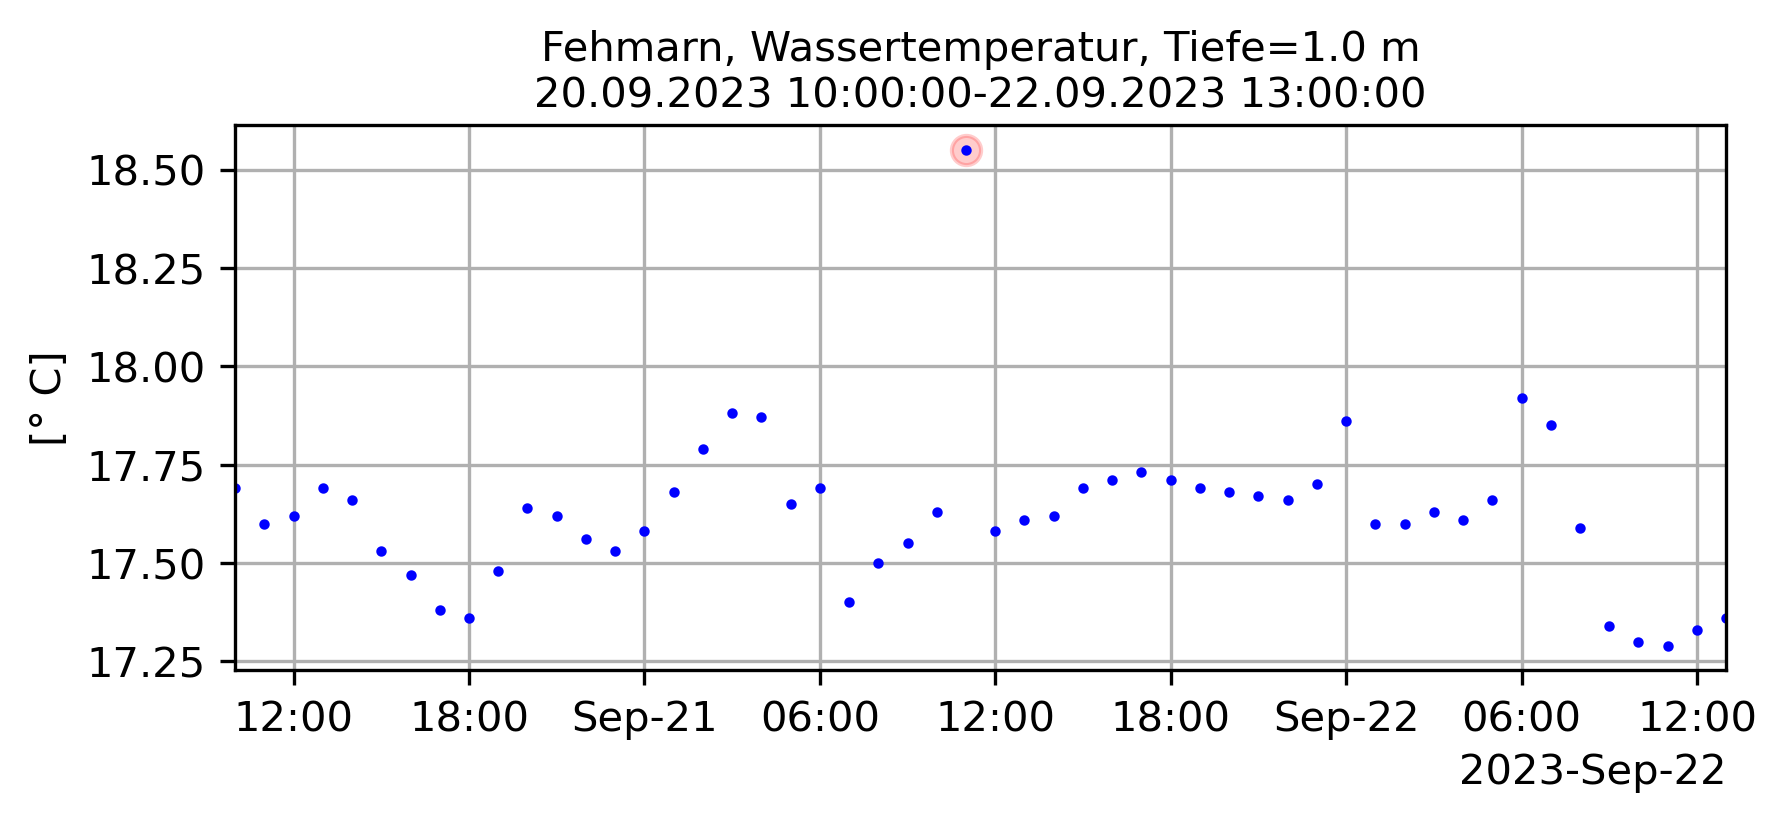 Fehmarn, Wassertemperatur, Tiefe=1.0 m
20.09.2023 10:00:00-22.09.2023 13:00:00
[° C]
18.50
18.25
18.00
17.75
17.50
17.25
12:00 18:00 Sep-21 06:00 12:00 18:00 Sep-22 06:00 12:00
2023-Sep-22